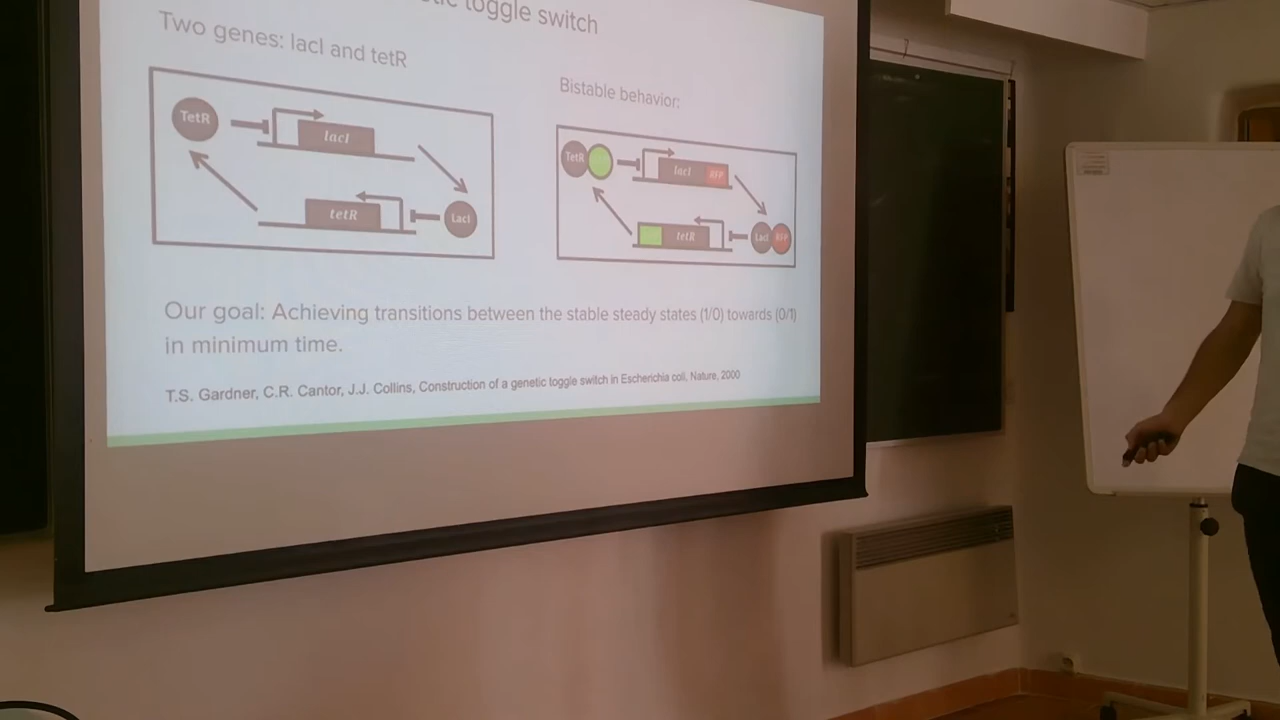 toggle switch
Two genes: lacI and tetR
TetR
lacI
tetR
LacI
Bistable behavior:
TetR
lacI
RFP
tetR
LacI
RFP
Our goal: Achieving transitions between the stable steady states (1/0) towards (0/1)
in minimum time.
T.S. Gardner, C.R. Cantor, J.J. Collins, Construction of a genetic toggle switch in Escherichia coli, Nature, 2000